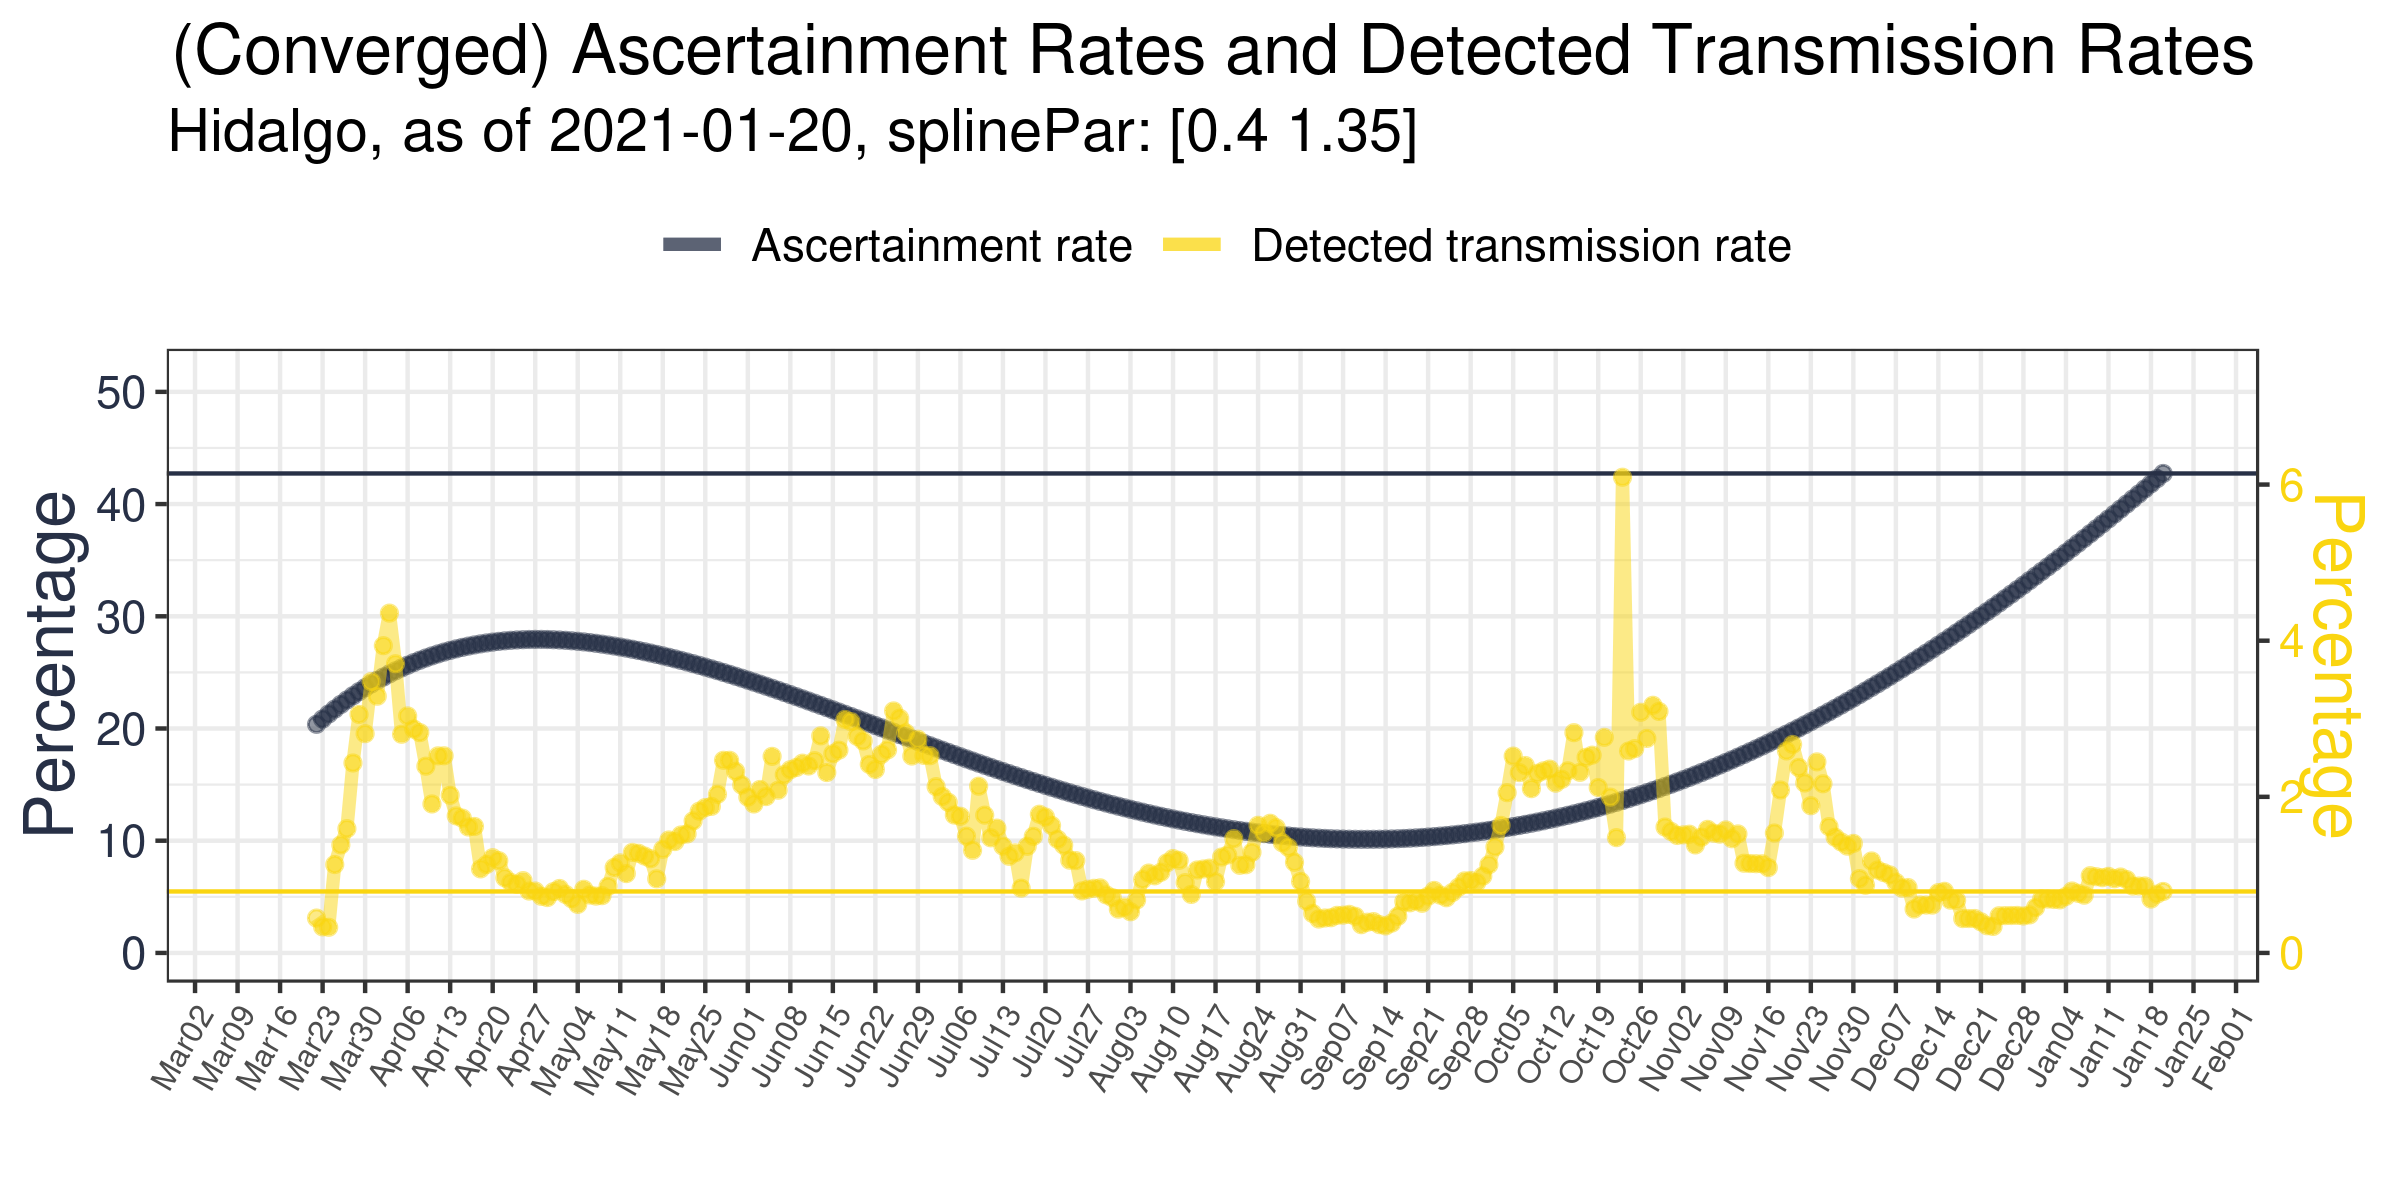 (Converged) Ascertainment Rates and Detected Transmission Rates
Hidalgo, as of 2021-01-20, splinePar: [0.4 1.35]
Ascertainment rate
Detected transmission rate
Percentage
50
40
30
20
10
0
6
4
2
0
Percentage
Mar02
Mar09
Mar16
Mar23
Mar30
Apr06
Apr13
Apr20
Apr27
May04
May11
May18
May25
Jun01
Jun08
Jun15
Jun22
Jun29
Jul06
Jul13
Jul20
Jul27
Aug03
Aug10
Aug17
Aug24
Aug31
Sep07
Sep14
Sep21
Sep28
Oct05
Oct12
Oct19
Oct26
Nov02
Nov09
Nov16
Nov23
Nov30
Dec07
Dec14
Dec21
Dec28
Jan04
Jan11
Jan18
Jan25
Feb01